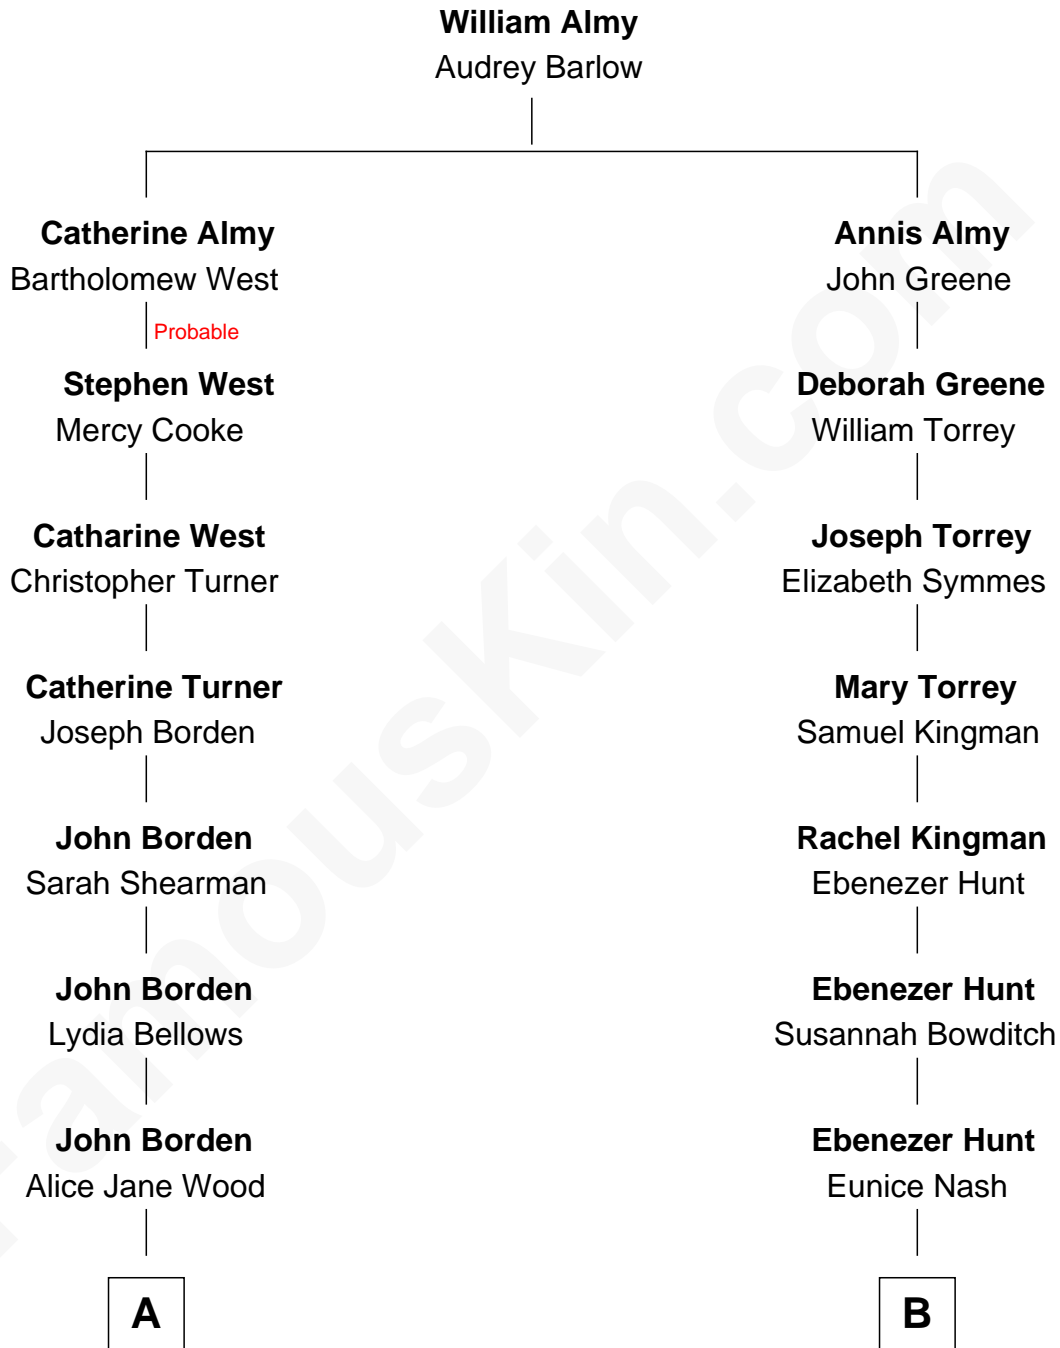 William Almy
Audrey Barlow
Catherine Almy
Bartholomew West
Probable
Stephen West
Mercy Cooke
Catharine West
Christopher Turner
Catherine Turner
Joseph Borden
John Borden
Sarah Shearman
John Borden
Lydia Bellows
John Borden
Alice Jane Wood
A
Annis Almy
John Greene
Deborah Greene
William Torrey
Joseph Torrey
Elizabeth Symmes
Mary Torrey
Samuel Kingman
Rachel Kingman
Ebenezer Hunt
Ebenezer Hunt
Susannah Bowditch
Ebenezer Hunt
Eunice Nash
B
FamousKin.com